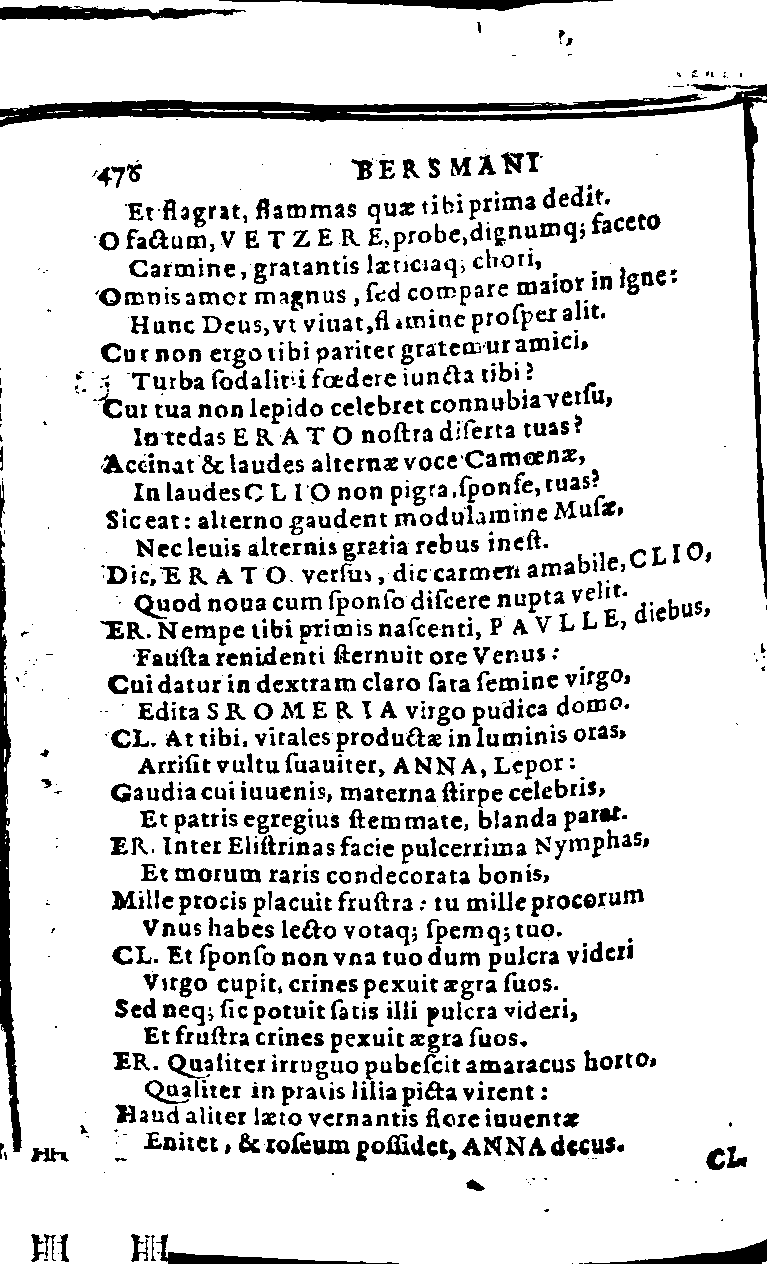 476 BERSMANI
Et flagrat, flammas quæ tibi prima dedit.
O factum, VETZERE, probe, dignumq; faceto
Carmine, gratantis lætitiaq; chori,
Omnis amor magnus, ſed compare maior in igne:
Hunc Deus, vt viuat, flamine proſper alit.
Cur non ergo tibi pariter gratemur amici,
Turba ſodalitii fœdere iuncta tibi?
Cur tua non lepido celebret connubia verſu,
In tedas ERATO noſtra diſerta tuas?
Accinat & laudes alternæ voce Camœnæ,
In laudes CLIO non pigra, ſponſe, tuas?
Sic eat: alterno gaudent modulamine Muſæ,
Nec leuis alternis gratia rebus ineſt.
Dic, ERATO. verſus, dic carmen amabile, CLIO,
Quod noua cum ſponſo diſcere nupta velit.
ER. Nempe tibi primis naſcenti, PAVLLE, diebus,
Fauſta renidenti ſternuit ore Venus:
Cui datur in dextram claro ſata ſemine virgo,
Edita SROMERIA virgo pudica domo.
CL. At tibi, vitales productæ in luminis oras,
Arriſit vultu ſuauiter, ANNA, Lepor:
Gaudia cui iuuenis, materna ſtirpe celebris,
Et patris egregius ſtemmate, blanda parat.
ER. Inter Eliſtrinas facie pulcerrima Nymphas,
Et morum raris condecorata bonis,
Mille procis placuit fruſtra: tu mille procorum
Vnus habes lecto votaq; ſpemq; tuo.
CL. Et ſponſo non vna tuo dum pulcra videri
Virgo cupit, crines pexuit ægra ſuos.
Sed neq; ſic potuit ſatis illi pulcra videri,
Et fruſtra crines pexuit ægra ſuos.
ER. Qualiter irruguo pubeſcit amaracus horto,
Qualiter in pratis lilia picta virent:
Haud aliter læto vernantis flore iuuentæ
Enitet, & roſeum poſſidet, ANNA decus.
CL.